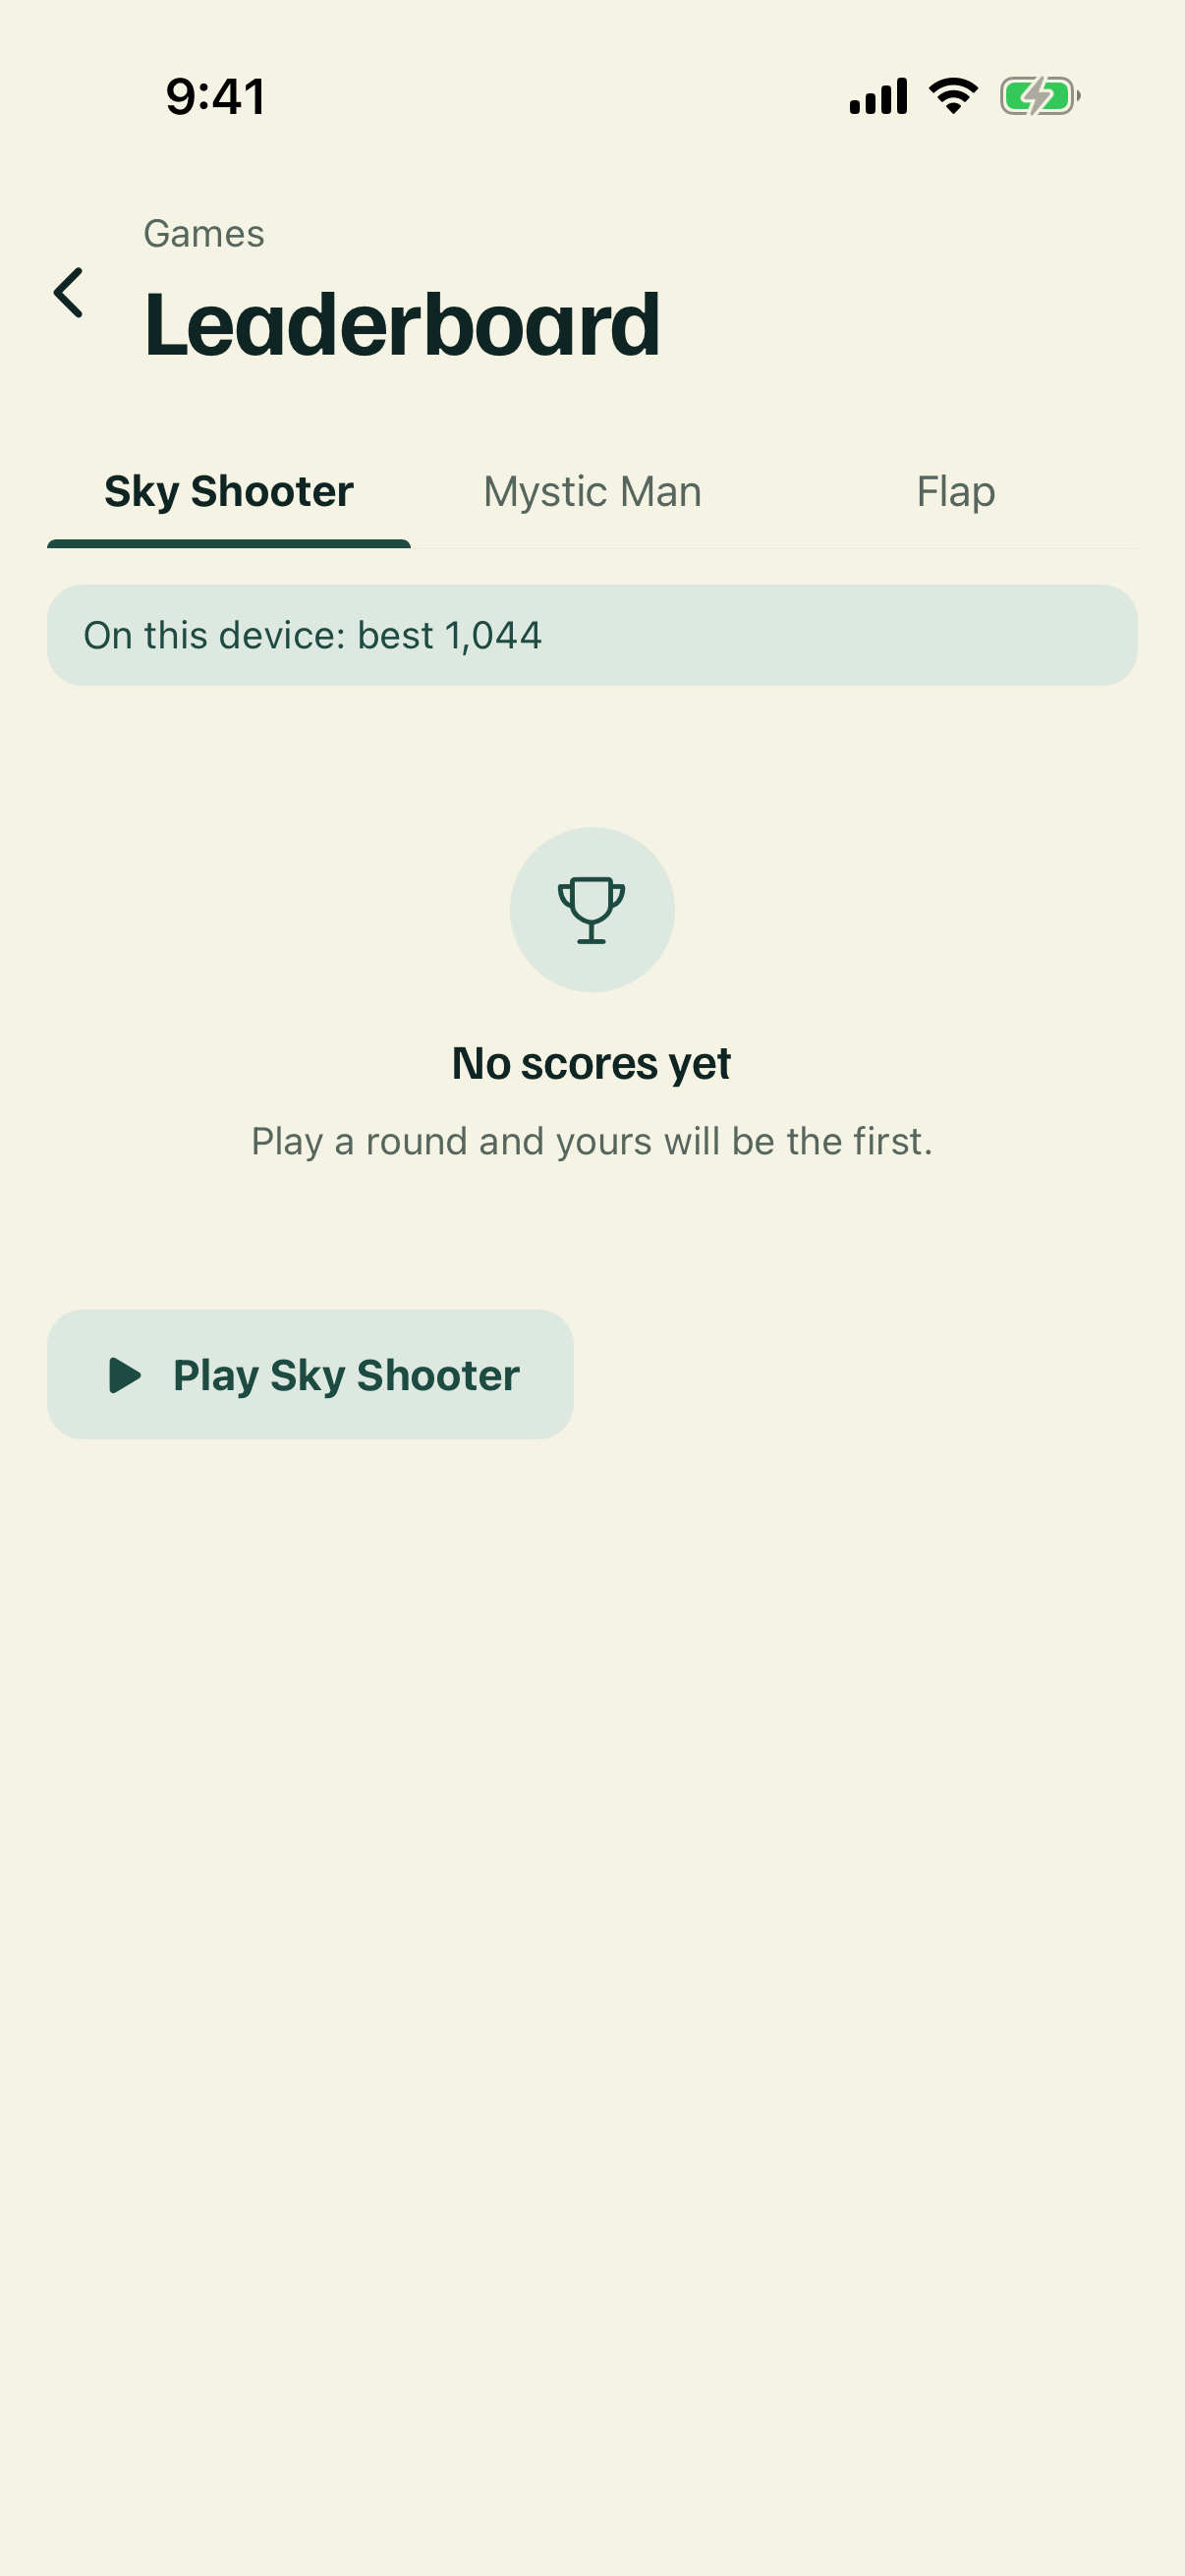 9:41
Games
Leaderboard
Sky Shooter Mystic Man Flap
On this device: best 1,044
No scores yet
Play a round and yours will be the first.
Play Sky Shooter